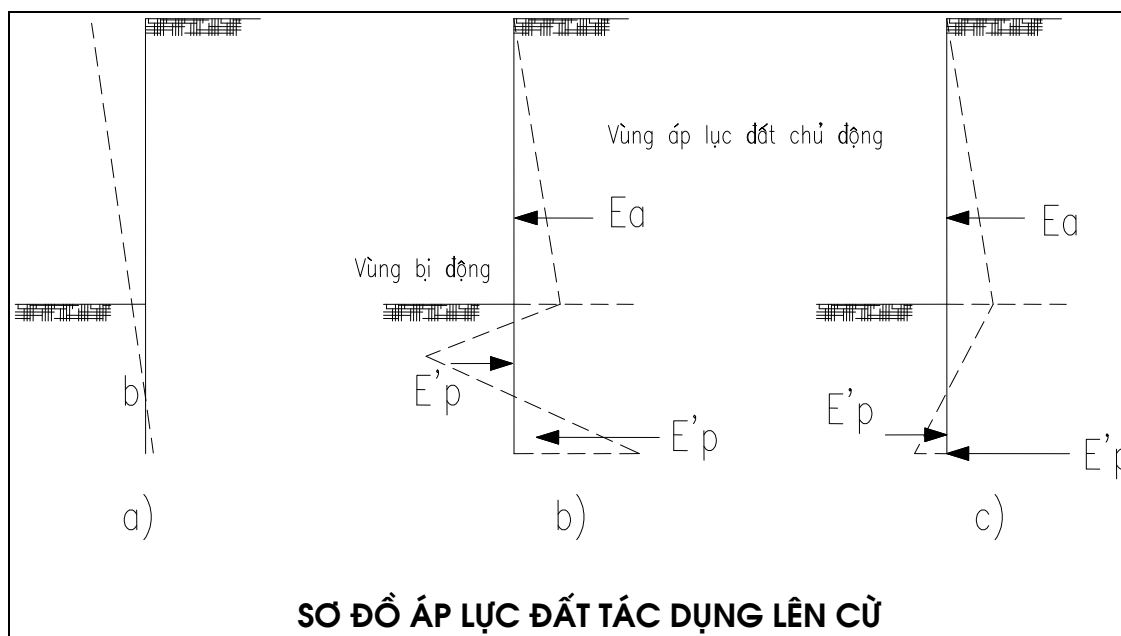 Vùng áp lực đất chủ động
Ea
Ea
Vùng bị động
b
E'p
E'p
E'p
E'p
a)
b)
c)
SƠ ĐỒ ÁP LỰC ĐẤT TÁC DỤNG LÊN CỪ